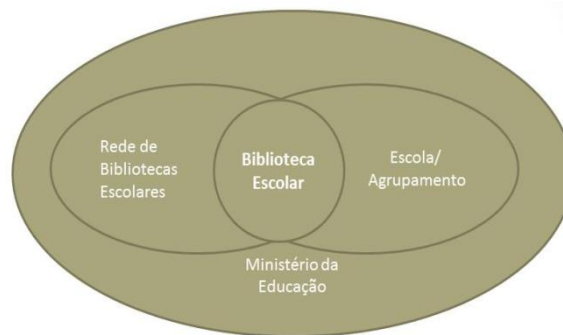 Rede de
Bibliotecas
Escolares
Biblioteca
Escolar
Escola/
Agrupamento
Ministério da
Educação